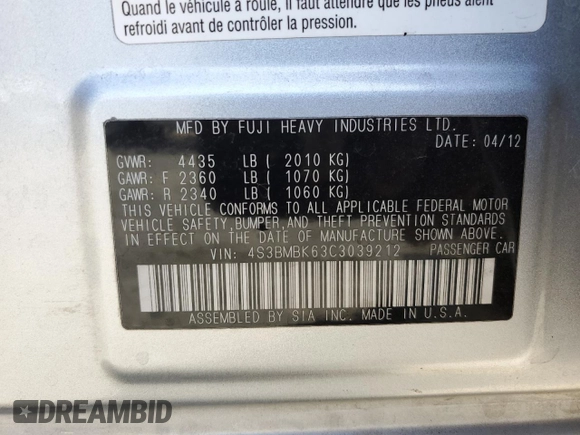 Quand le véhicule a roulé, il faut attendre que les pneus aient
refroidi avant de contrôler la pression.
MFD BY FUJI HEAVY INDUSTRIES LTD.
DATE: 04/12
GVWR: 4435 LB ( 2010 KG)
GAWR: F 2360 LB ( 1070 KG)
GAWR: R 2340 LB ( 1060 KG)
THIS VEHICLE CONFORMS TO ALL APPLICABLE FEDERAL MOTOR
VEHICLE SAFETY, BUMPER, AND THEFT PREVENTION STANDARDS
IN EFFECT ON THE DATE OF MANUFACTURE SHOWN ABOVE.
VIN: 4S3BMBK63C3039212 PASSENGER CAR
ASSEMBLED BY SIA INC. MADE IN U.S.A.
DREAMBID